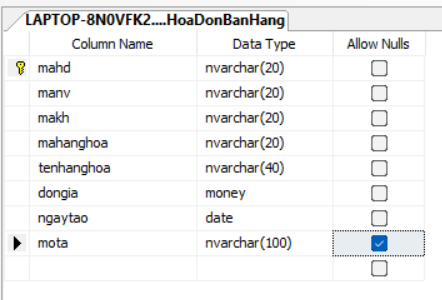 LAPTOP-8N0VFK2....HoaDonBanHang
Column Name Data Type Allow Nulls
mahd nvarchar(20)
manv nvarchar(20)
makh nvarchar(20)
mahanghoa nvarchar(20)
tenhanghoa nvarchar(40)
dongia money
ngaytao date
mota nvarchar(100)